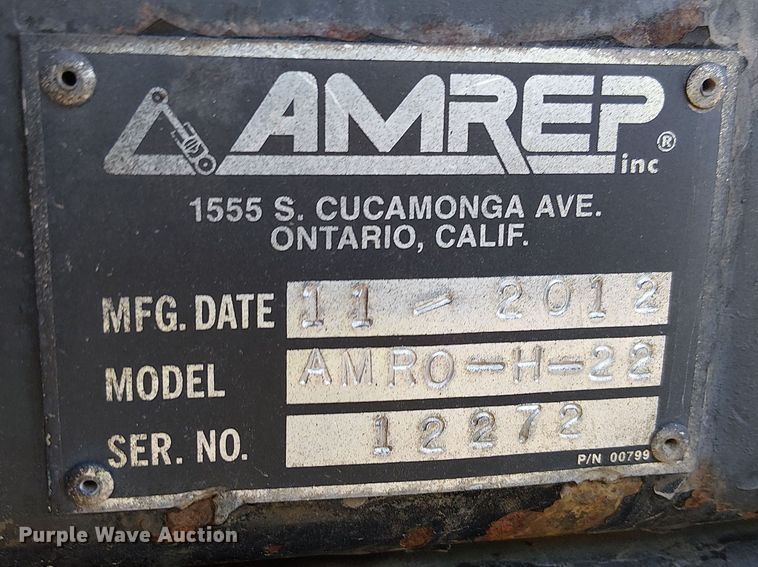 AMREP inc ®
1555 S. CUCAMONGA AVE.
ONTARIO, CALIF.
MFG. DATE 11-2012
MODEL AMRO-H-22
SER. NO. 12272
P/N 00799
Purple Wave Auction